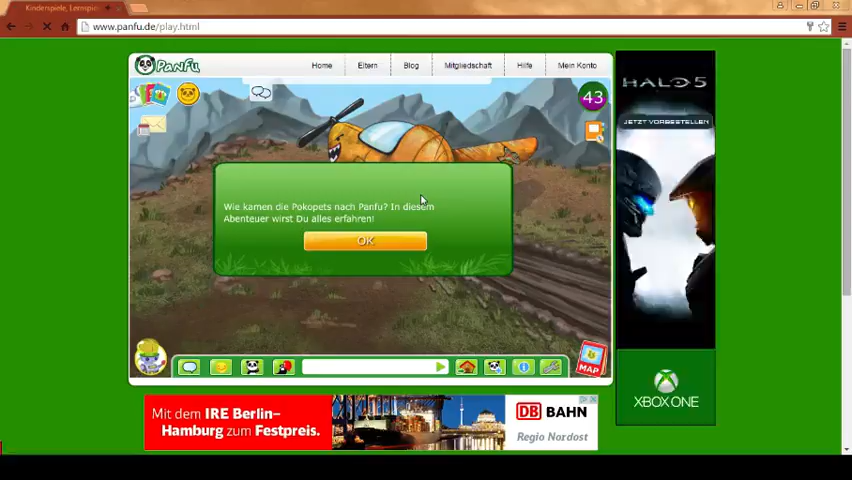 Kinderspiele, Lernspie
www.panfu.de/play.html
PANFU
Home Eltern Blog Mitgliedschaft Hilfe Mein Konto
43
Wie kamen die Pokopets nach Panfu? In diesem
Abenteuer wirst Du alles erfahren!
OK
MAP
HALO 5
JETZT VORBESTELLEN
XBOX ONE
Mit dem IRE Berlin–
Hamburg zum Festpreis.
DB BAHN
Regio Nordost